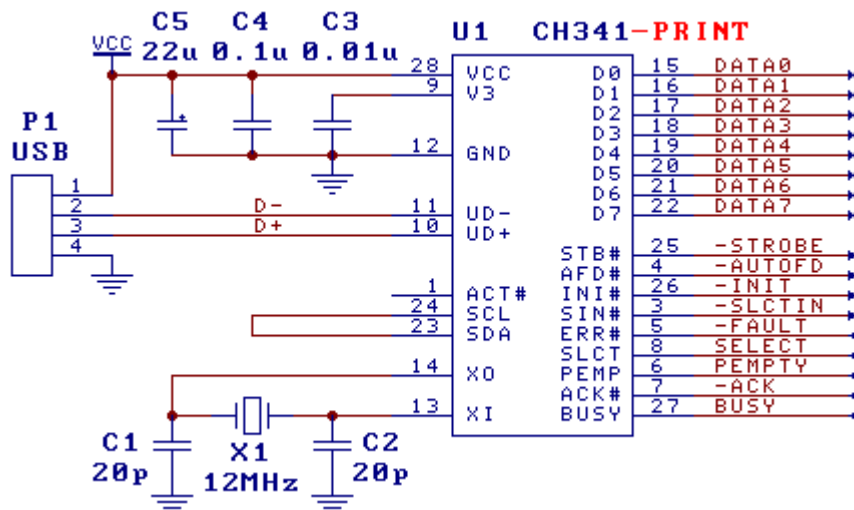 C5 C4 C3 U1 CH341-PRINT
VCC 22u 0.1u 0.01u
28 VCC D0 15 DATA0
9 V3 D1 16 DATA1
D2 17 DATA2
P1 D3 18 DATA3
USB 12 GND D4 19 DATA4
D5 20 DATA5
1 D6 21 DATA6
2 D- 11 UD- D7 22 DATA7
3 D+ 10 UD+
4 STB# 25 -STROBE
AFD# 4 -AUTOFD
1 ACT# INI# 26 -INIT
24 SCL SIN# 3 -SLCTIN
23 SDA ERR# 5 -FAULT
SLCT 8 SELECT
14 XO PEMP 6 PEMPTY
ACK# 7 -ACK
13 XI BUSY 27 BUSY
C1 X1 C2
20p 12MHz 20p